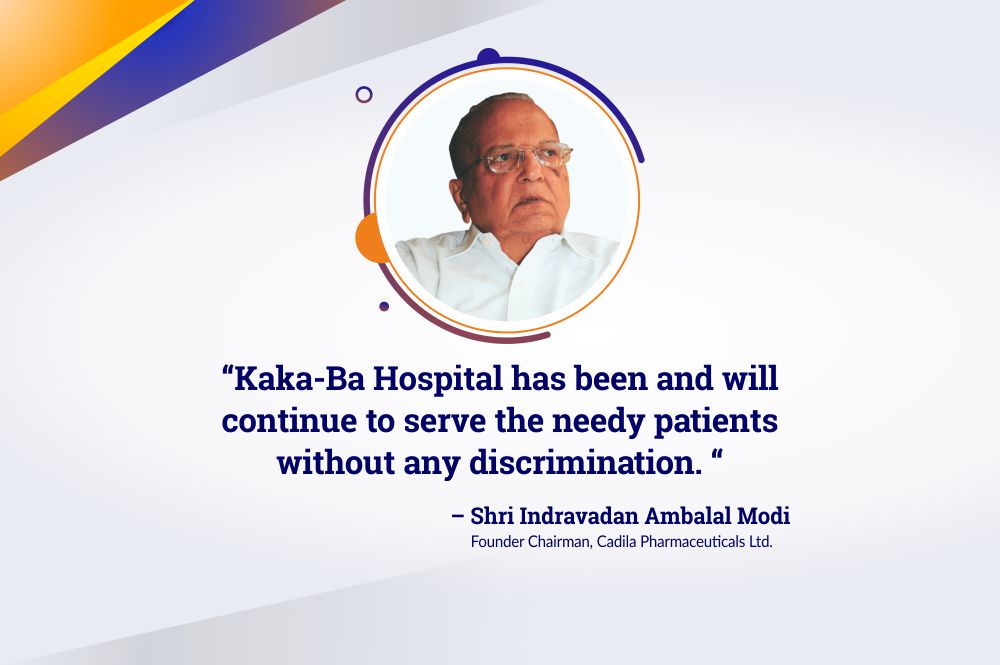 “Kaka-Ba Hospital has been and will
continue to serve the needy patients
without any discrimination. “
– Shri Indravadan Ambalal Modi
Founder Chairman, Cadila Pharmaceuticals Ltd.